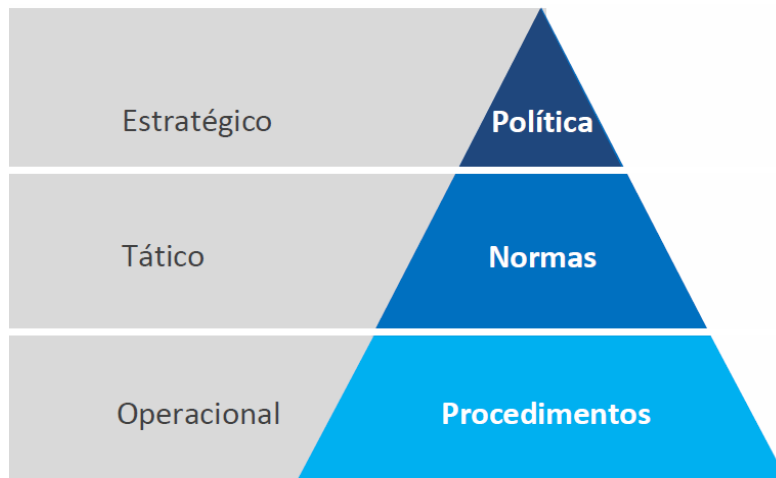 Estratégico
Política
Tático
Normas
Operacional
Procedimentos